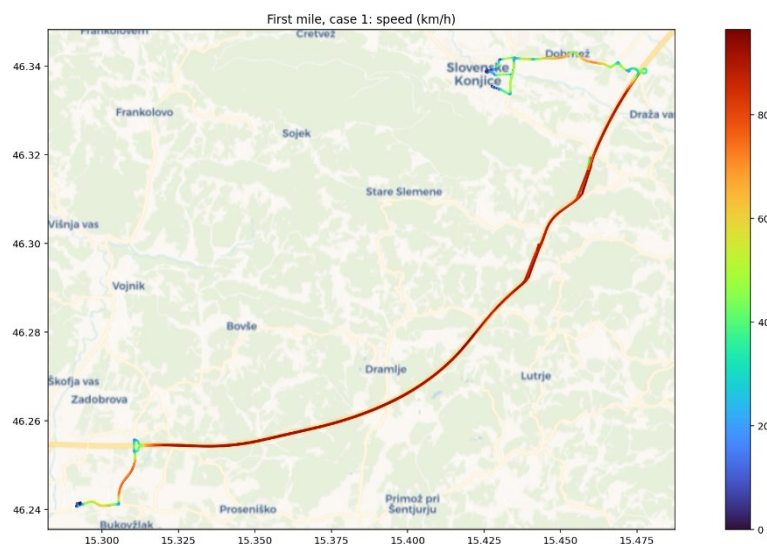 First mile, case 1: speed (km/h)
Frankolovem
Cretvež
46.34
Slovenske
Konjice
Dobrnež
80
Frankolovo
Draža vas
Sojek
46.32
Stare Slemene
60
Višnja vas
46.30
Vojnik
46.28
40
Bovše
Dramlje
Lutrje
Škofja vas
Zadobrova
46.26
20
46.24
Proseniško
Primož pri
Šentjurju
Bukovžlak
0
15.300
15.325
15.350
15.375
15.400
15.425
15.450
15.475